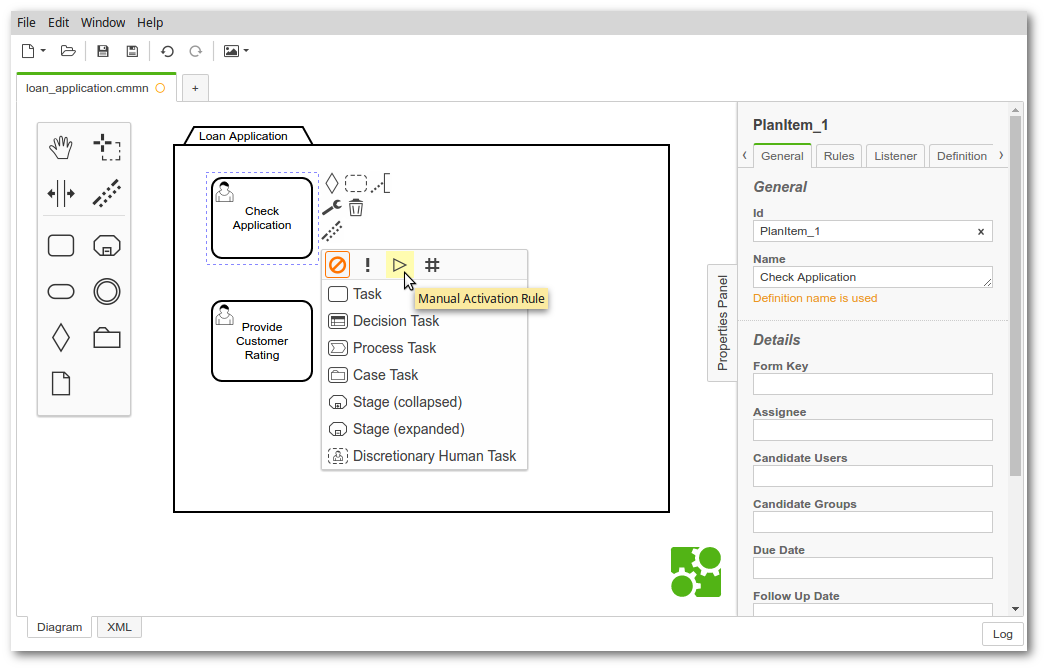 File Edit Window Help
loan_application.cmmn
+
Loan Application
Check
Application
Provide
Customer
Rating
!
#
Manual Activation Rule
Task
Decision Task
Process Task
Case Task
Stage (collapsed)
Stage (expanded)
Discretionary Human Task
Properties Panel
PlanItem_1
General Rules Listener Definition
General
Id
PlanItem_1 ×
Name
Check Application
Definition name is used
Details
Form Key
Assignee
Candidate Users
Candidate Groups
Due Date
Follow Up Date
Diagram XML
Log